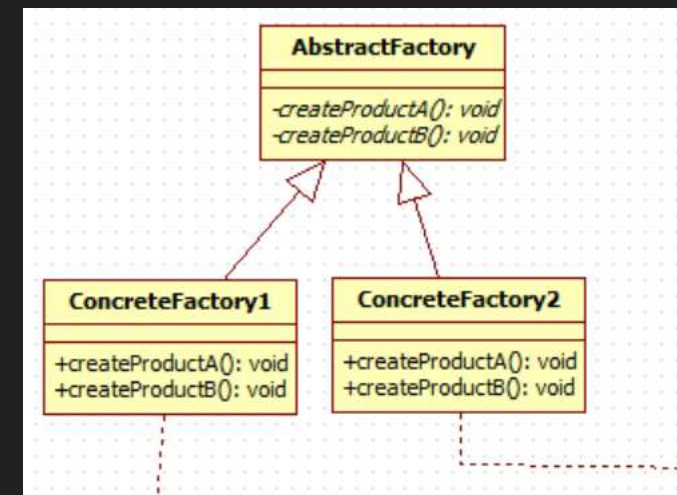 AbstractFactory
-createProductA(): void
-createProductB(): void
ConcreteFactory1
+createProductA(): void
+createProductB(): void
ConcreteFactory2
+createProductA(): void
+createProductB(): void